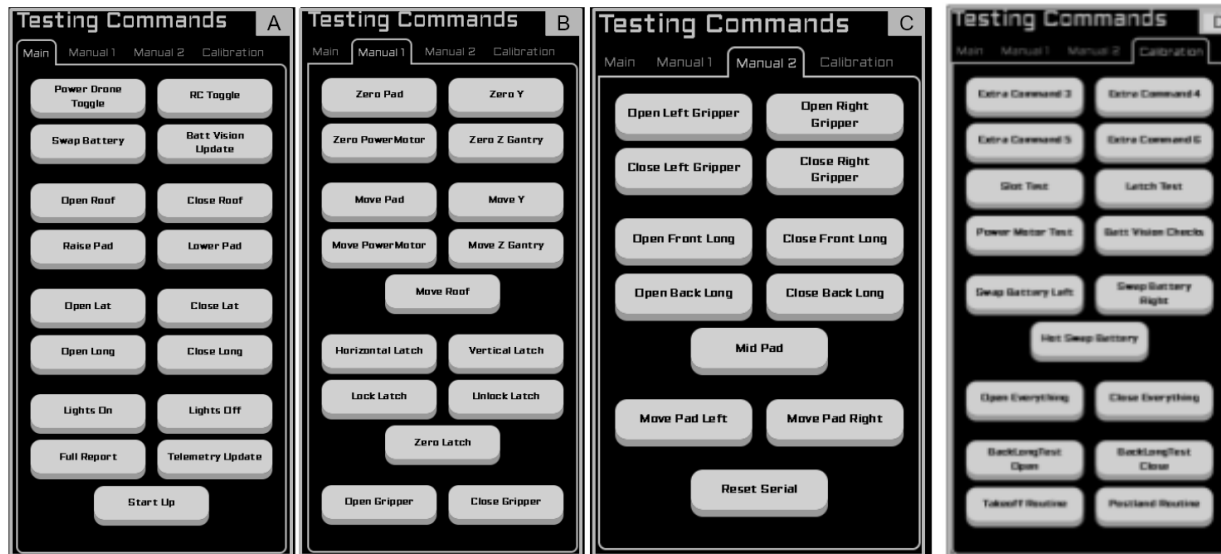 Testing Commands A
Main Manual 1 Manual 2 Calibration
Power Drone
Toggle
RC Toggle
Swap Battery
Batt Vision
Update
Open Roof
Close Roof
Raise Pad
Lower Pad
Open Lat
Close Lat
Open Long
Close Long
Lights On
Lights Off
Full Report
Telemetry Update
Start Up
Testing Commands B
Main Manual 1 Manual 2 Calibration
Zero Pad
Zero Y
Zero PowerMotor
Zero Z Gantry
Move Pad
Move Y
Move PowerMotor
Move Z Gantry
Move Roof
Horizontal Latch
Vertical Latch
Lock Latch
Unlock Latch
Zero Latch
Open Gripper
Close Gripper
Testing Commands C
Main Manual 1 Manual 2 Calibration
Open Left Gripper
Open Right
Gripper
Close Left Gripper
Close Right
Gripper
Open Front Long
Close Front Long
Open Back Long
Close Back Long
Mid Pad
Move Pad Left
Move Pad Right
Reset Serial
Testing Commands
Main Manual 1 Manual 2 Calibration
Extra Command 3
Extra Command 4
Extra Command 5
Extra Command 6
Slot Test
Latch Test
Power Motor Test
Batt Vision Checks
Swap Battery Left
Swap Battery
Right
Hot Swap Battery
Open Everything
Close Everything
BackLongTest
Open
BackLongTest
Close
Takeoff Routine
Postland Routine